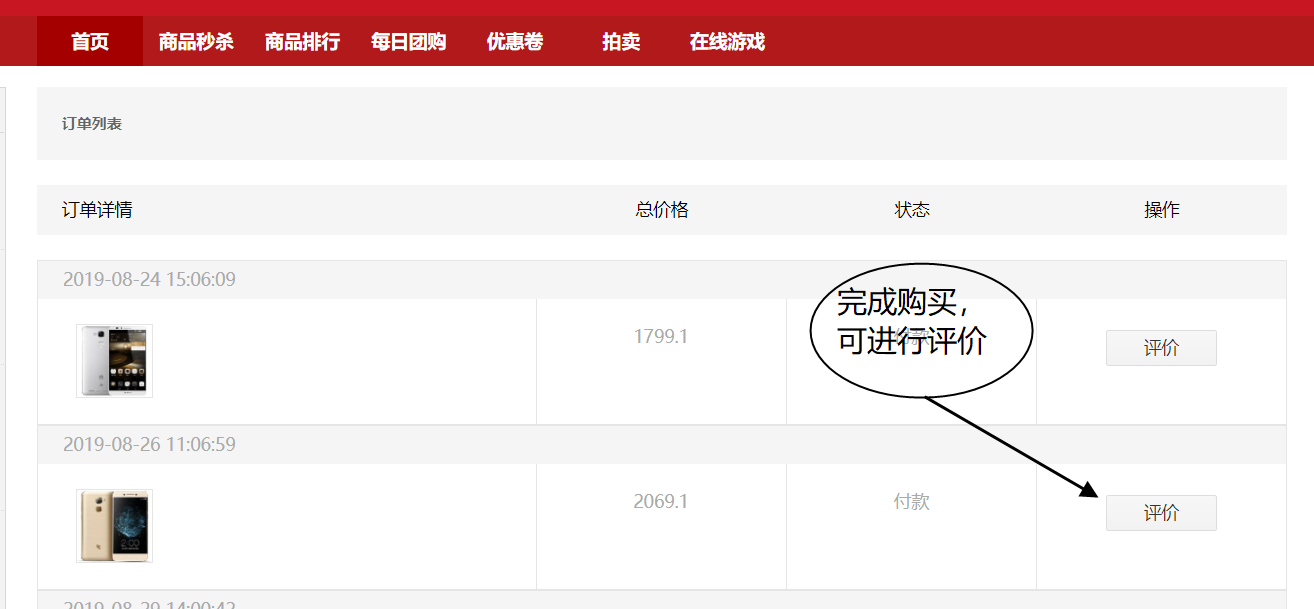 首页 商品秒杀 商品排行 每日团购 优惠卷 拍卖 在线游戏
订单列表
订单详情 总价格 状态 操作
2019-08-24 15:06:09
完成购买，
可进行评价
1799.1 付款 评价
2019-08-26 11:06:59
2069.1 付款 评价
2019-08-29 14:00:42